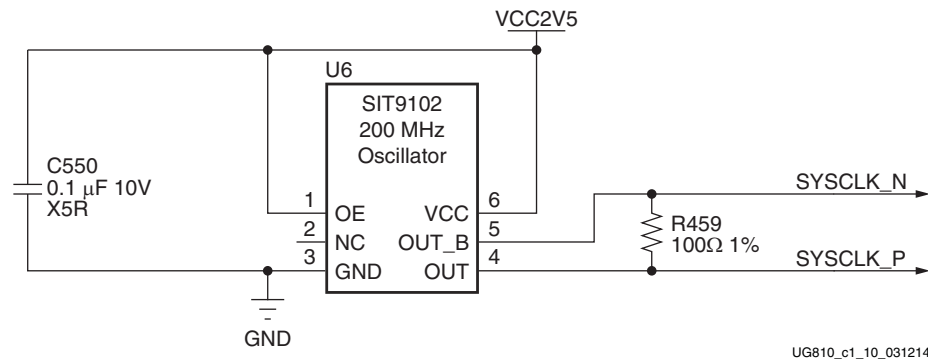 VCC2V5
U6
SIT9102
200 MHz
Oscillator
C550
0.1 μF 10V
X5R
1
OE
VCC
6
2
NC
OUT_B
5
3
GND
OUT
4
SYSCLK_N
R459
100Ω 1%
SYSCLK_P
GND
UG810_c1_10_031214